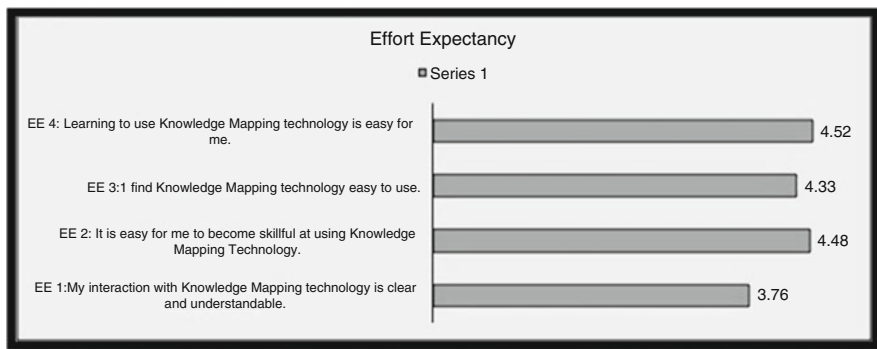 Effort Expectancy
Series 1
EE 4: Learning to use Knowledge Mapping technology is easy for
me.
4.52
EE 3:1 find Knowledge Mapping technology easy to use.
4.33
EE 2: It is easy for me to become skillful at using Knowledge
Mapping Technology.
4.48
EE 1:My interaction with Knowledge Mapping technology is clear
and understandable.
3.76